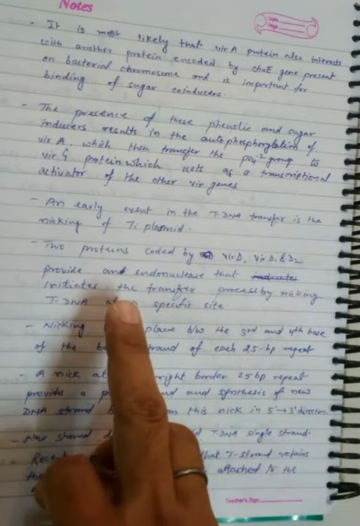 Notes
- It is most likely that vir A protein also interacts
with another protein encoded by chvE gene present
on bacterial chromosome and is important for
binding of sugar coinducers.
- The presence of these phenolic and sugar
inducers results in the autophosphorylation of
vir A, which then transfer the group to
vir G protein which acts as a transcriptional
activator of the other vir genes
- An early event in the T-DNA transfer is the
nicking of Ti plasmid.
- Two proteins coded by vir D, vir D1 & D2
provide and endonuclease that
initiates the transfer process by nicking
T-DNA at a specific site
- Nicking place b/w the 3rd and 4th base
of the strand of each 25-bp repeat
- A nick at right border 25 bp repeat
provides a and synthesis of new
DNA strand this nick in 5'-3' direction
- New strand T-DNA single strand.
- that Ti-strand retains
the attached to the
Teacher's Sign